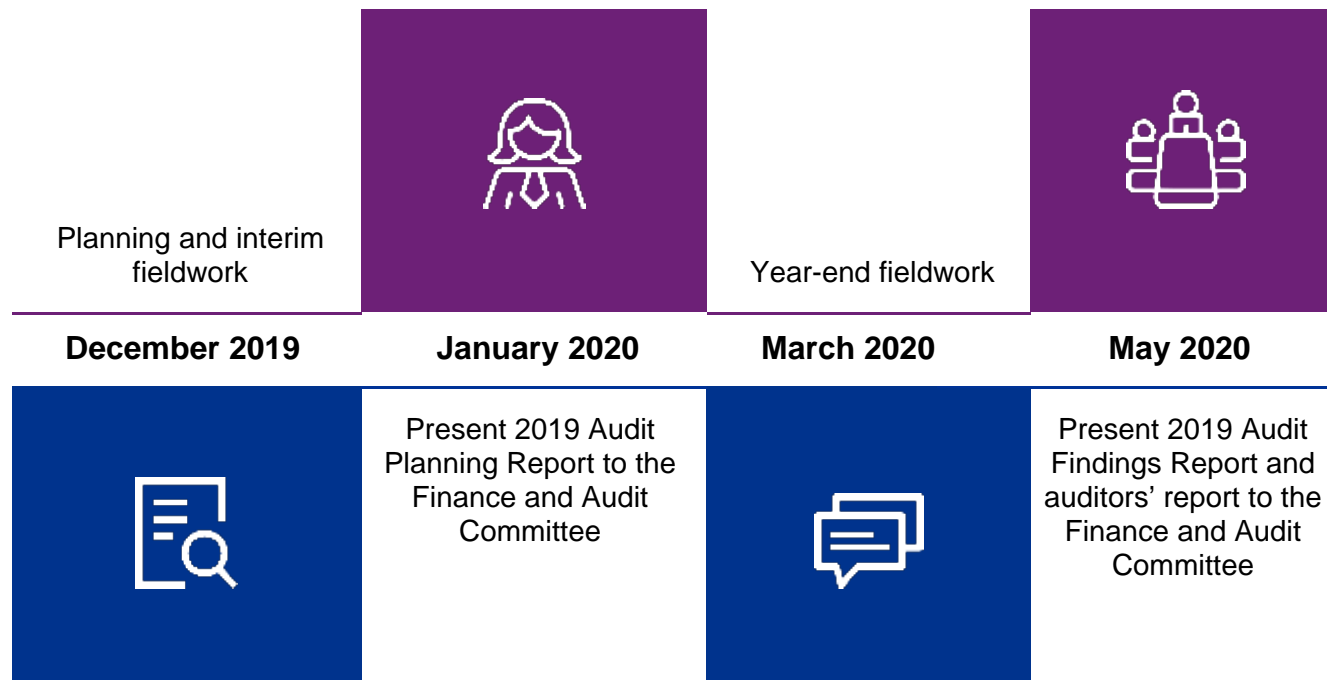 Planning and interim
fieldwork
Year-end fieldwork
December 2019
January 2020
March 2020
May 2020
Present 2019 Audit
Planning Report to the
Finance and Audit
Committee
Present 2019 Audit
Findings Report and
auditors’ report to the
Finance and Audit
Committee